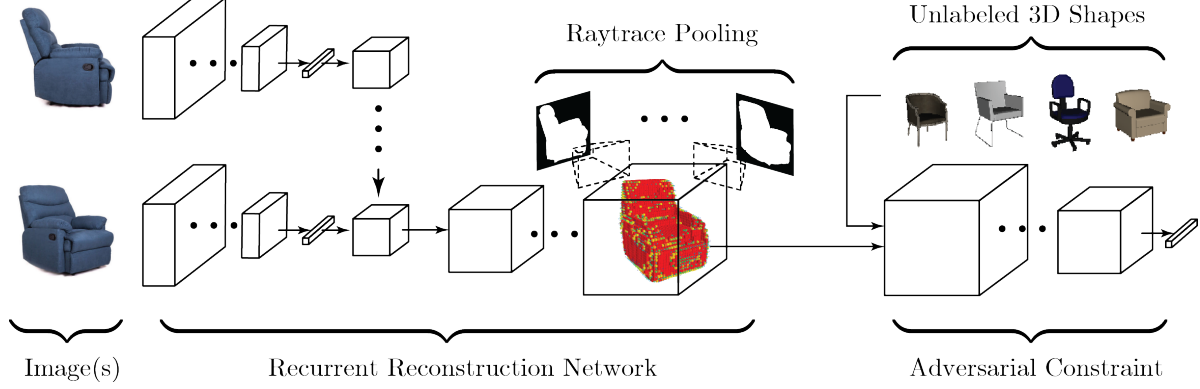 Unlabeled 3D Shapes
Raytrace Pooling
Image(s)
Recurrent Reconstruction Network
Adversarial Constraint